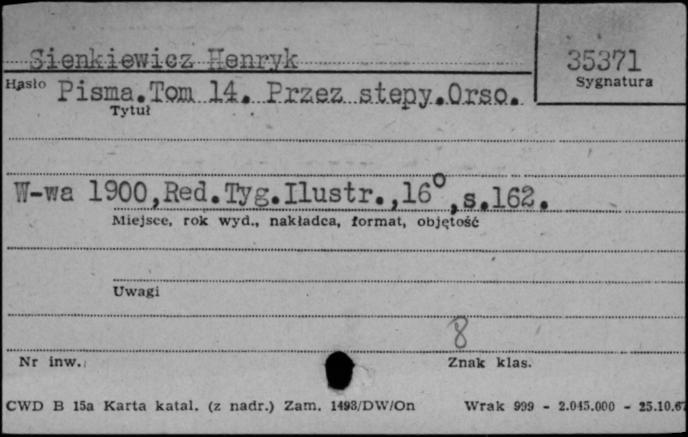 Sienkiewicz Henryk
35371
Hasło
Sygnatura
Pisma.Tom 14. Przez stepy.Orso.
Tytuł
W-wa 1900,Red.Tyg.Ilustr.,16°,s.162.
Miejsce, rok wyd., nakładca, format, objętość
Uwagi
8
Nr inw.
Znak klas.
CWD B 15a Karta katal. (z nadr.) Zam. 1493/DW/On Wrak 999 - 2.045.000 - 25.10.67